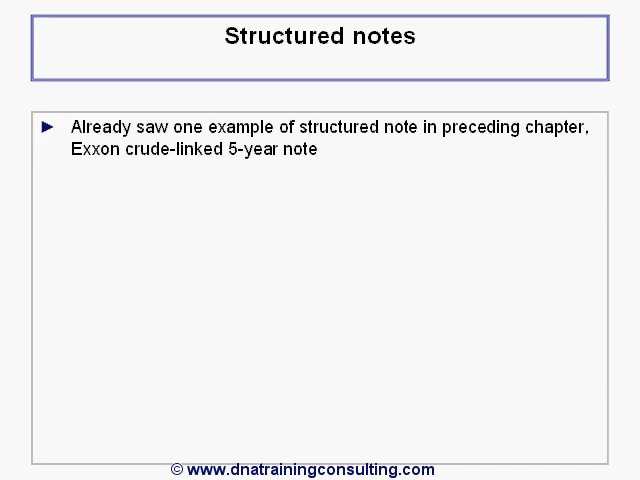 Structured notes
► Already saw one example of structured note in preceding chapter,
Exxon crude-linked 5-year note
© www.dnatrainingconsulting.com